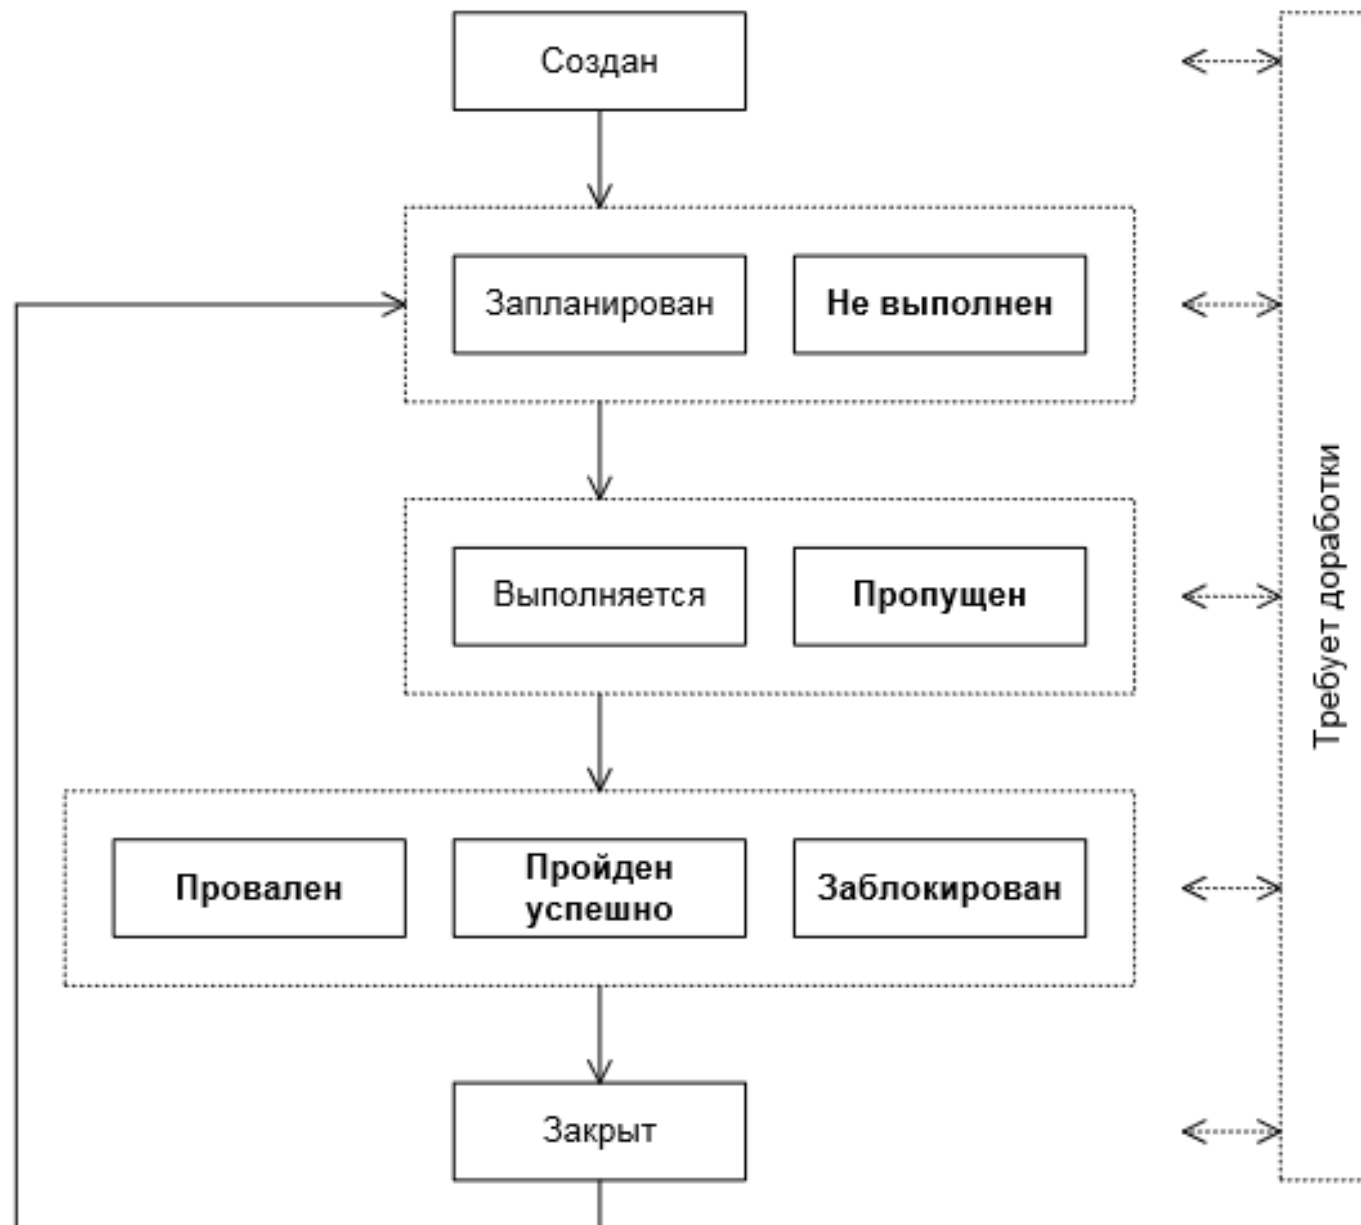 Создан
Запланирован
Не выполнен
Выполняется
Пропущен
Провален
Пройден
успешно
Заблокирован
Закрыт
Требует доработки